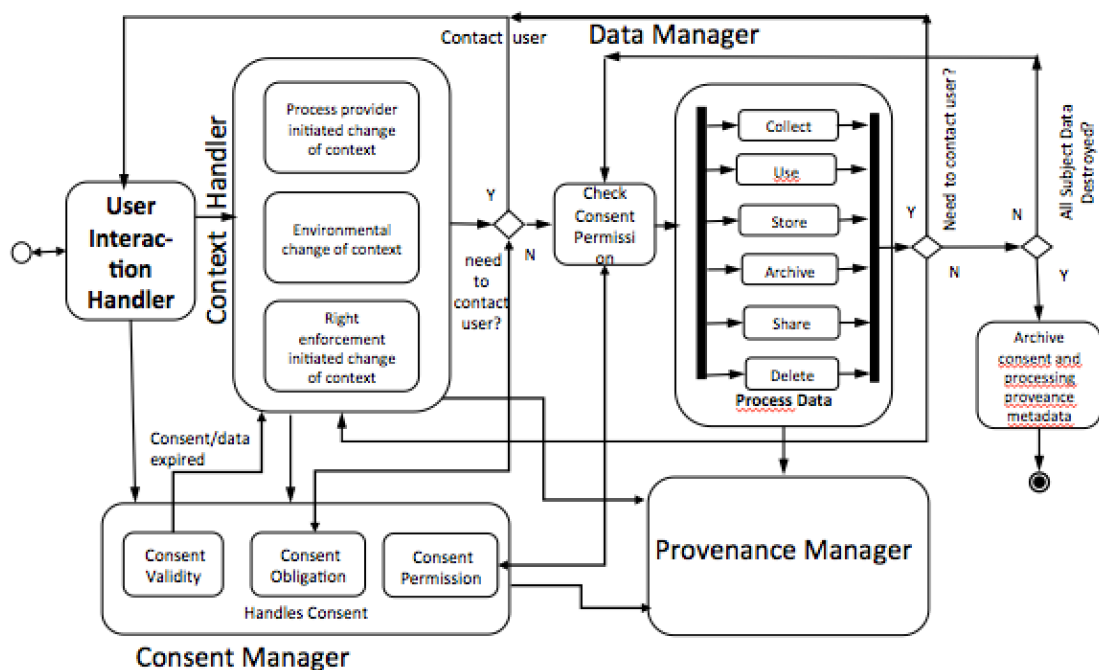 Contact user
Data Manager
Context Handler
Process provider
initiated change
of context
Environmental
change of context
Right
enforcement
initiated change
of context
User
Interac-
tion
Handler
Y
N
need to
contact
user?
Check
Consent
Permissi
on
Collect
Use
Store
Archive
Share
Delete
Process Data
Need to contact user?
Y
N
All Subject Data
Destroyed?
N
Y
Archive
consent and
processing
proveance
metadata
Consent/data
expired
Consent
Validity
Consent
Obligation
Consent
Permission
Handles Consent
Consent Manager
Provenance Manager